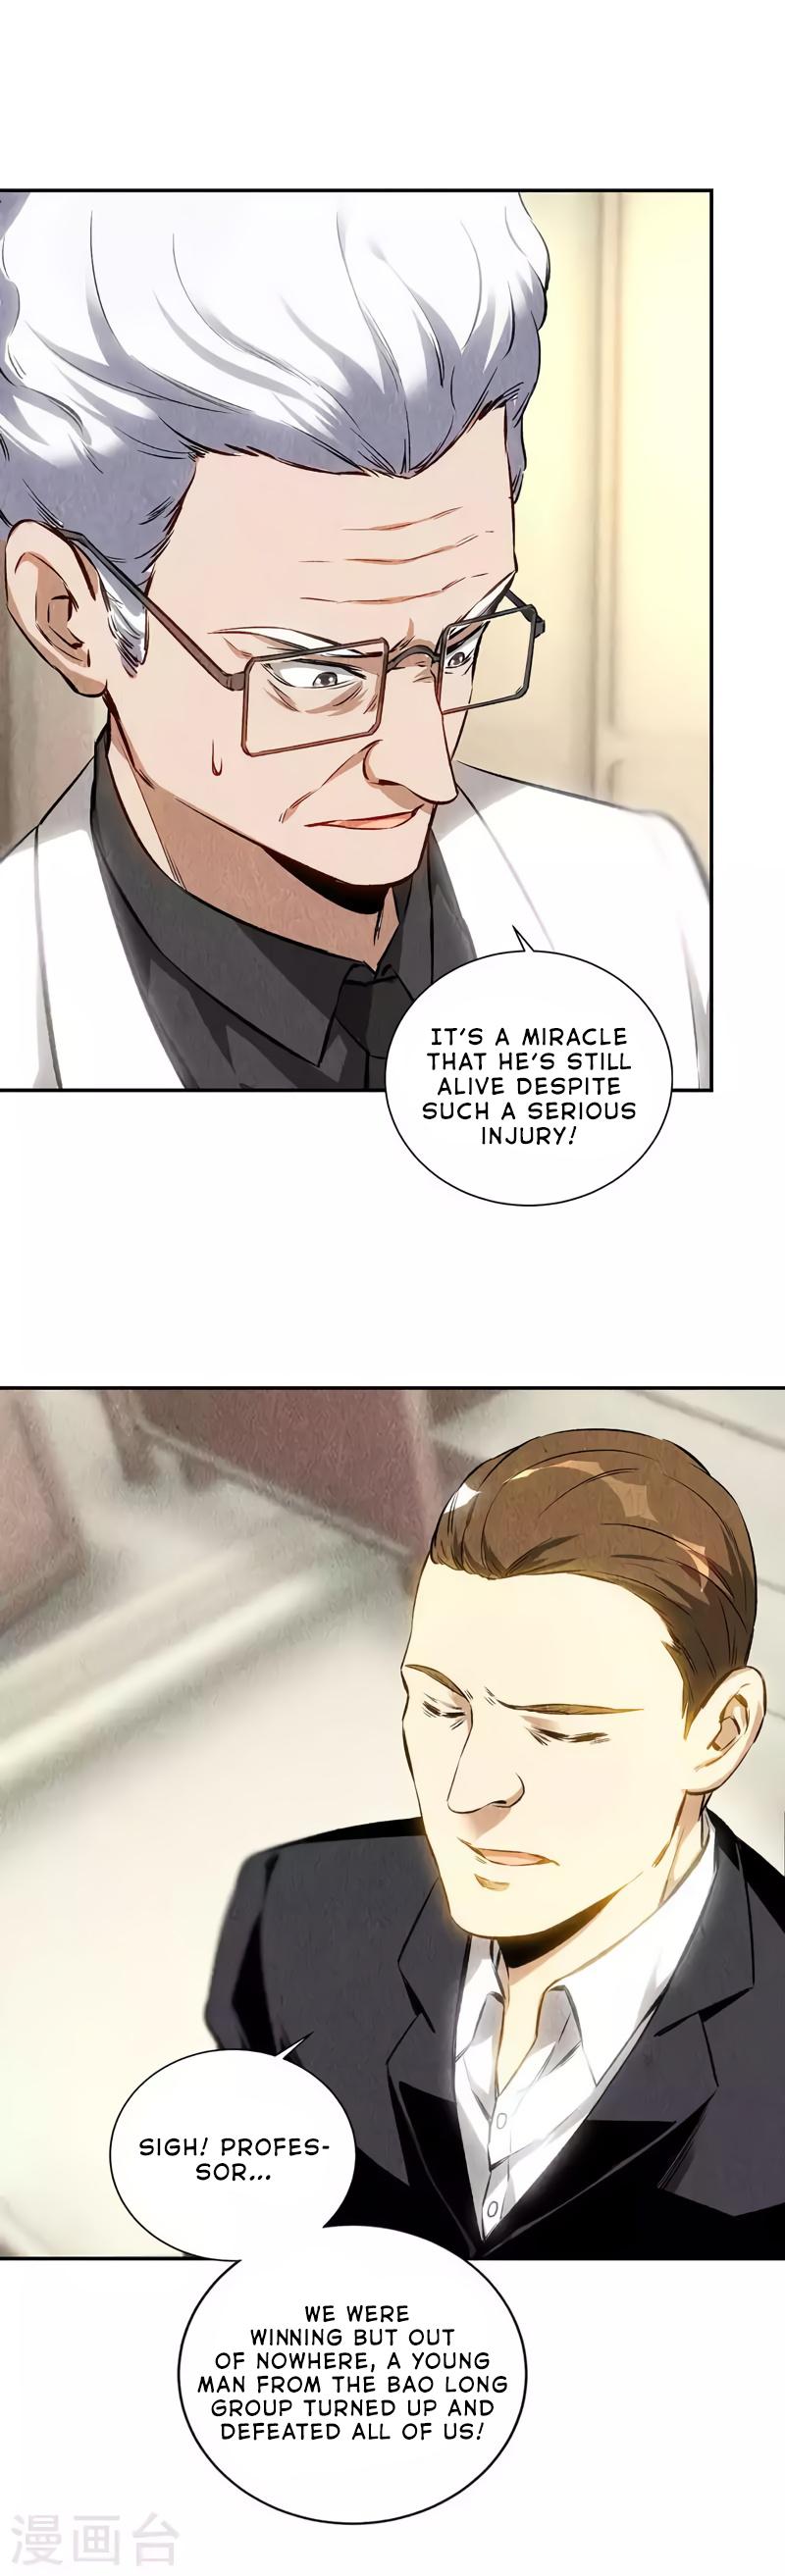 IT'S A MIRACLE
THAT HE'S STILL
ALIVE DESPITE
SUCH A SERIOUS
INJURY!
SIGH! PROFES-
SOR...
WE WERE
WINNING BUT OUT
OF NOWHERE, A YOUNG
MAN FROM THE BAO LONG
GROUP TURNED UP AND
DEFEATED ALL OF US!
漫画台